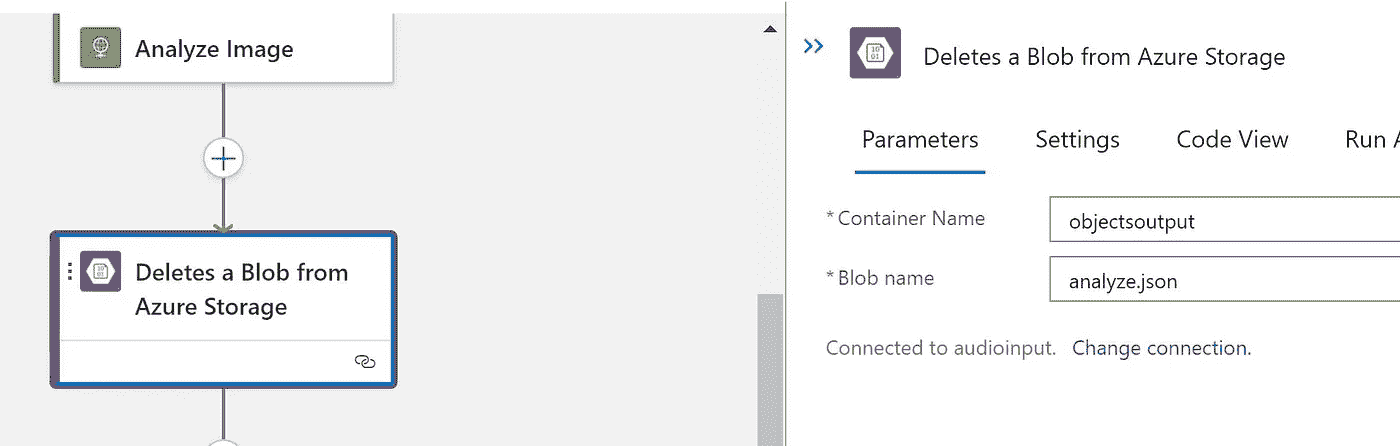 Analyze Image
Deletes a Blob from
Azure Storage
Deletes a Blob from Azure Storage
Parameters Settings Code View Run A
* Container Name objectsoutput
* Blob name analyze.json
Connected to audioinput. Change connection.